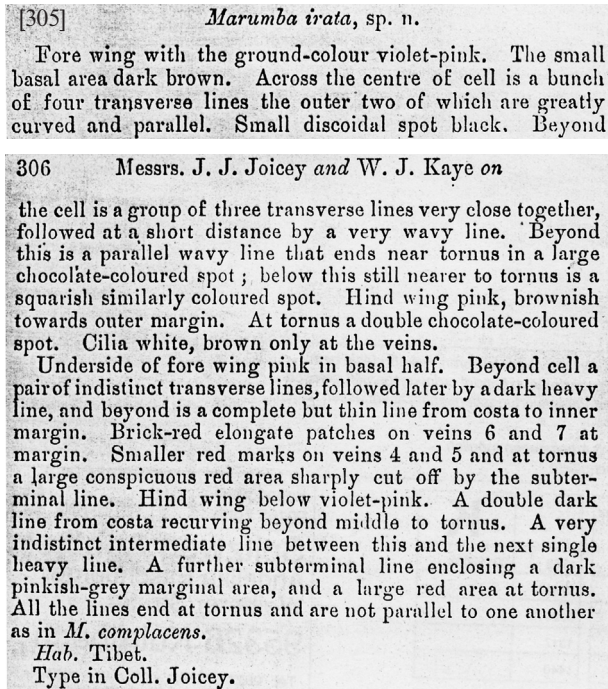 [305] Marumba irata, sp. n.
Fore wing with the ground-colour violet-pink. The small
basal area dark brown. Across the centre of cell is a bunch
of four transverse lines the outer two of which are greatly
curved and parallel. Small discoidal spot black. Beyond
306 Messrs. J. J. Joicey and W. J. Kaye on
the cell is a group of three transverse lines very close together,
followed at a short distance by a very wavy line. Beyond
this is a parallel wavy line that ends near tornus in a large
chocolate-coloured spot; below this still nearer to tornus is a
squarish similarly coloured spot. Hind wing pink, brownish
towards outer margin. At tornus a double chocolate-coloured
spot. Cilia white, brown only at the veins.
Underside of fore wing pink in basal half. Beyond cell a
pair of indistinct transverse lines, followed later by a dark heavy
line, and beyond is a complete but thin line from costa to inner
margin. Brick-red elongate patches on veins 6 and 7 at
margin. Smaller red marks on veins 4 and 5 and at tornus
a large conspicuous red area sharply cut off by the subter-
minal line. Hind wing below violet-pink. A double dark
line from costa recurving beyond middle to tornus. A very
indistinct intermediate line between this and the next single
heavy line. A further subterminal line enclosing a dark
pinkish-grey marginal area, and a large red area at tornus.
All the lines end at tornus and are not parallel to one another
as in M. complacens.
Hab. Tibet.
Type in Coll. Joicey.